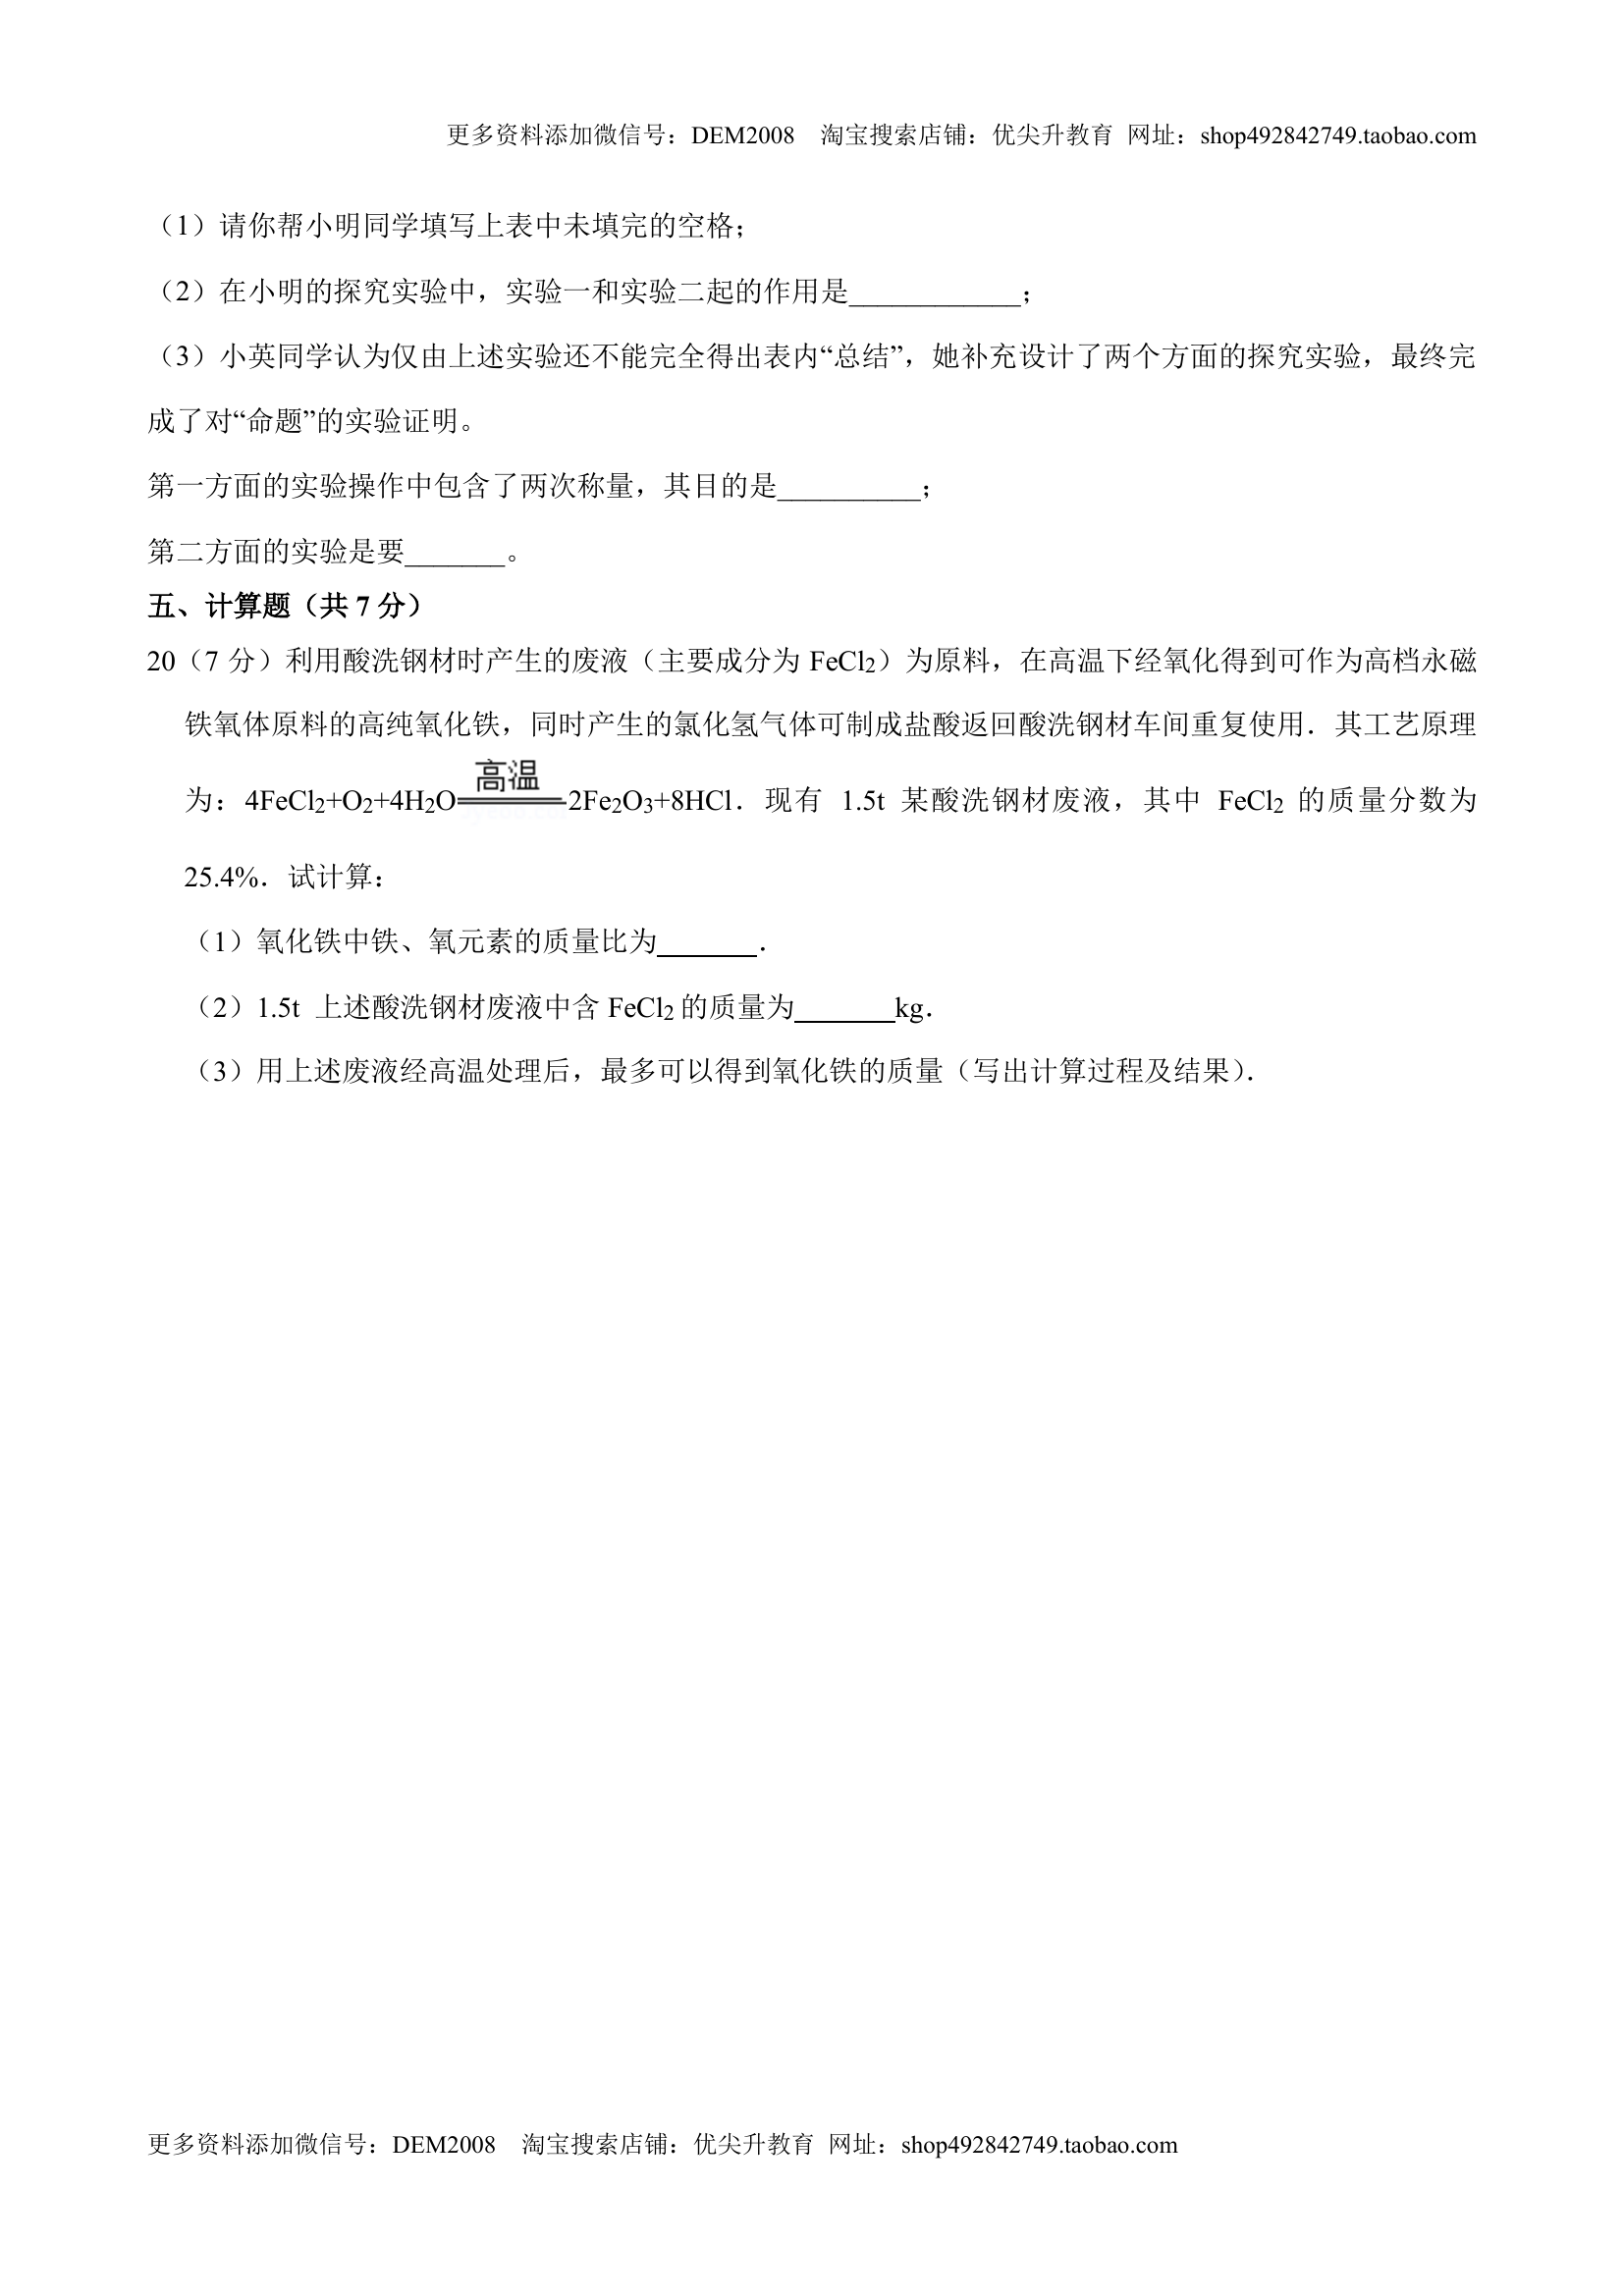 更多资料添加微信号：DEM2008 淘宝搜索店铺：优尖升教育 网址：shop492842749.taobao.com
（1）请你帮小明同学填写上表中未填完的空格；
（2）在小明的探究实验中，实验一和实验二起的作用是____________；
（3）小英同学认为仅由上述实验还不能完全得出表内“总结”，她补充设计了两个方面的探究实验，最终完
成了对“命题”的实验证明。
第一方面的实验操作中包含了两次称量，其目的是__________；
第二方面的实验是要_______。
五、计算题（共 7 分）
20（7 分）利用酸洗钢材时产生的废液（主要成分为 FeCl2）为原料，在高温下经氧化得到可作为高档永磁
铁氧体原料的高纯氧化铁，同时产生的氯化氢气体可制成盐酸返回酸洗钢材车间重复使用．其工艺原理
为：4FeCl2+O2+4H2O 高温 2Fe2O3+8HCl．现有 1.5t 某酸洗钢材废液，其中 FeCl2 的质量分数为
25.4%．试计算：
（1）氧化铁中铁、氧元素的质量比为_______．
（2）1.5t 上述酸洗钢材废液中含 FeCl2 的质量为_______kg．
（3）用上述废液经高温处理后，最多可以得到氧化铁的质量（写出计算过程及结果）．
更多资料添加微信号：DEM2008 淘宝搜索店铺：优尖升教育 网址：shop492842749.taobao.com